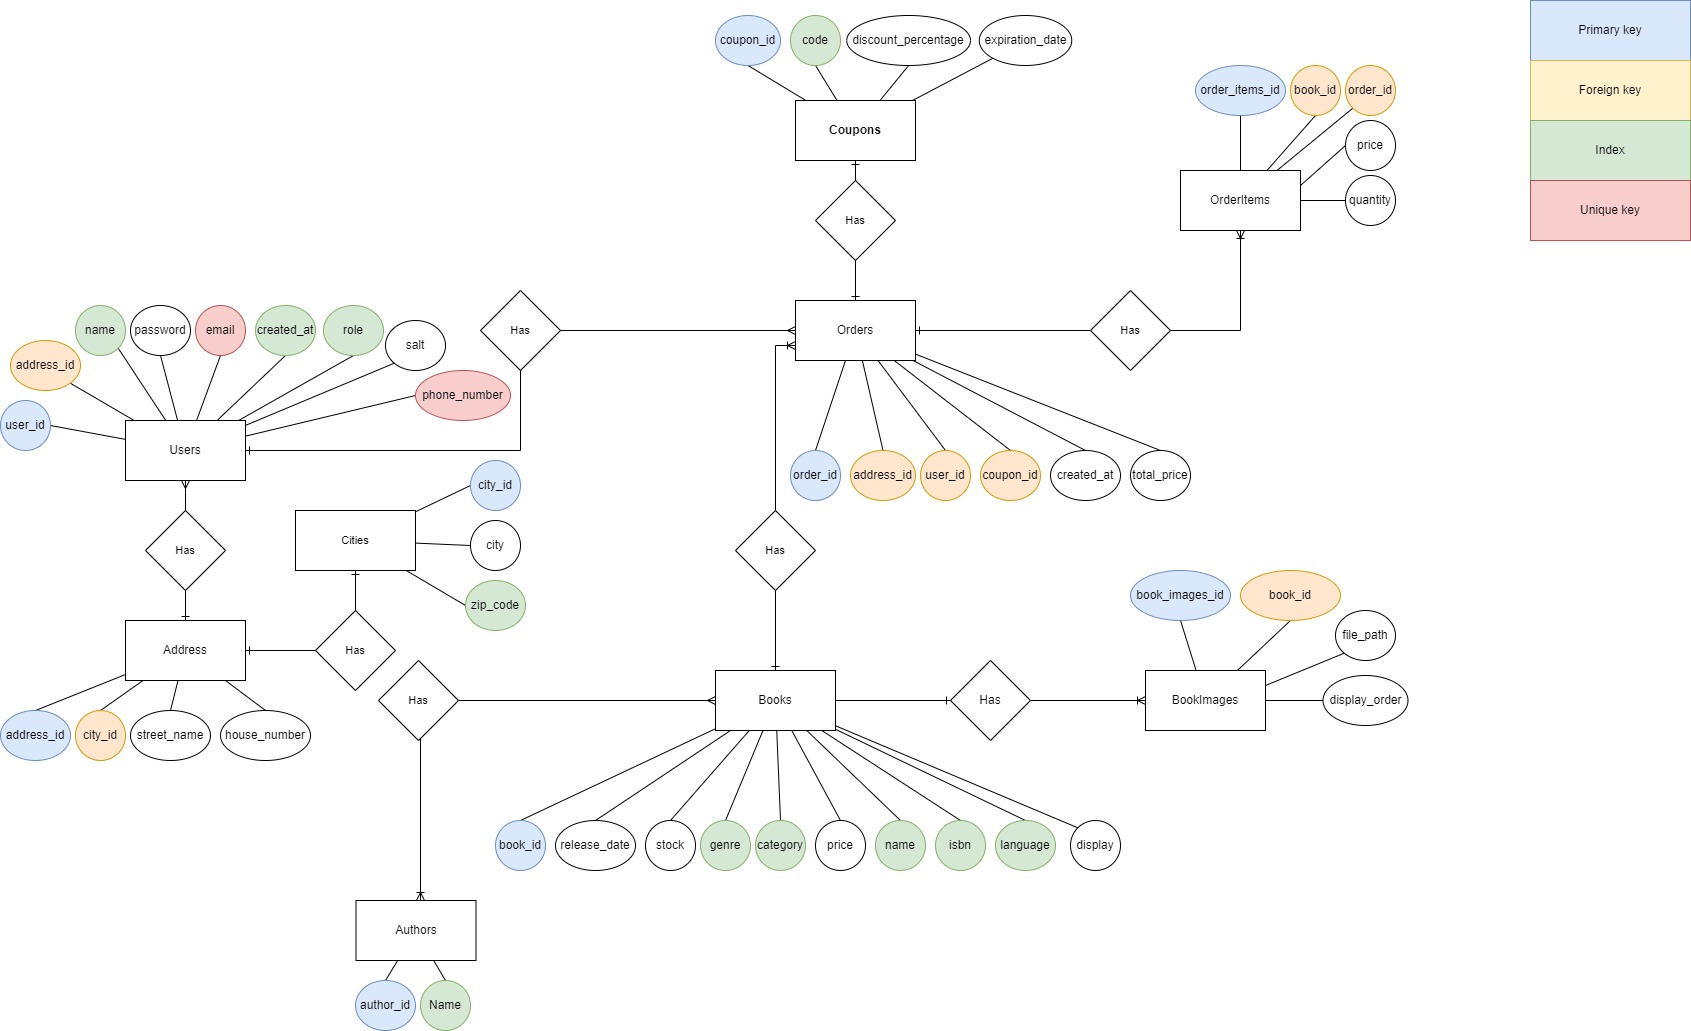 coupon_id
code
discount_percentage
expiration_date
Primary key
Foreign key
Index
Unique key
order_items_id
book_id
order_id
price
quantity
Coupons
OrderItems
Has
Has
Orders
Has
name
password
email
created_at
role
salt
address_id
phone_number
user_id
Users
order_id
address_id
user_id
coupon_id
created_at
total_price
city_id
city
zip_code
Cities
Has
Has
book_images_id
book_id
file_path
display_order
Address
Has
Has
Books
Has
BookImages
address_id
city_id
street_name
house_number
book_id
release_date
stock
genre
category
price
name
isbn
language
display
Authors
author_id
Name